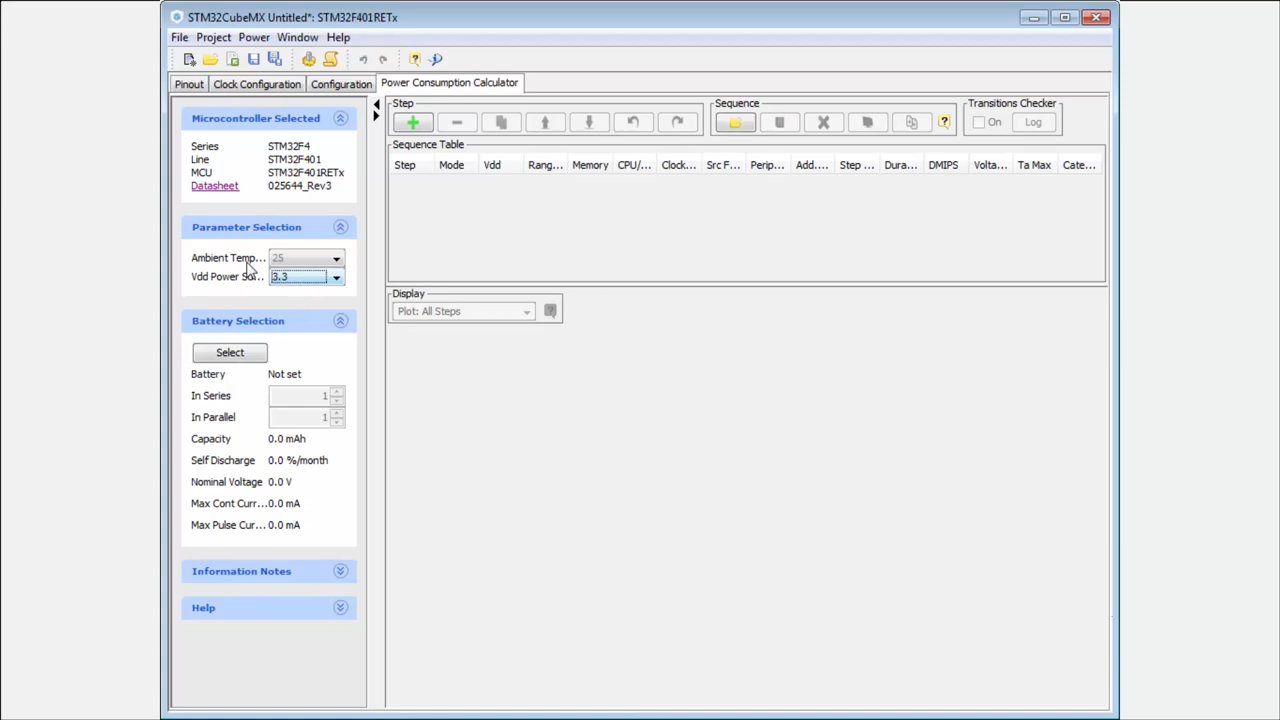 STM32CubeMX Untitled*: STM32F401RETx
File Project Power Window Help
Pinout Clock Configuration Configuration Power Consumption Calculator
Microcontroller Selected
Series STM32F4
Line STM32F401
MCU STM32F401RETx
Datasheet 025644_Rev3
Parameter Selection
Ambient Temp... 25
Vdd Power Sou... 3.3
Battery Selection
Select
Battery Not set
In Series 1
In Parallel 1
Capacity 0.0 mAh
Self Discharge 0.0 %/month
Nominal Voltage 0.0 V
Max Cont Curr... 0.0 mA
Max Pulse Cur... 0.0 mA
Information Notes
Help
Step Sequence Transitions Checker
On Log
Sequence Table
Step Mode Vdd Rang... Memory CPU/... Clock... Src F... Perip... Add.... Step ... Dura... DMIPS Volta... Ta Max Cate...
Display
Plot: All Steps